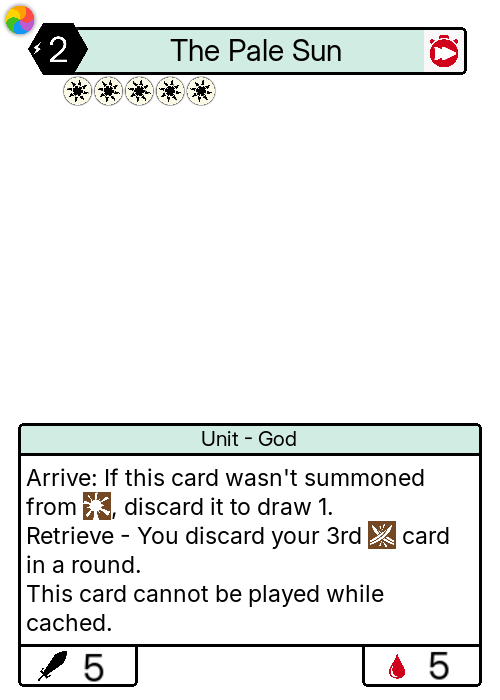 2
The Pale Sun
Unit - God
Arrive: If this card wasn't summoned
from , discard it to draw 1.
Retrieve - You discard your 3rd card
in a round.
This card cannot be played while
cached.
5
5